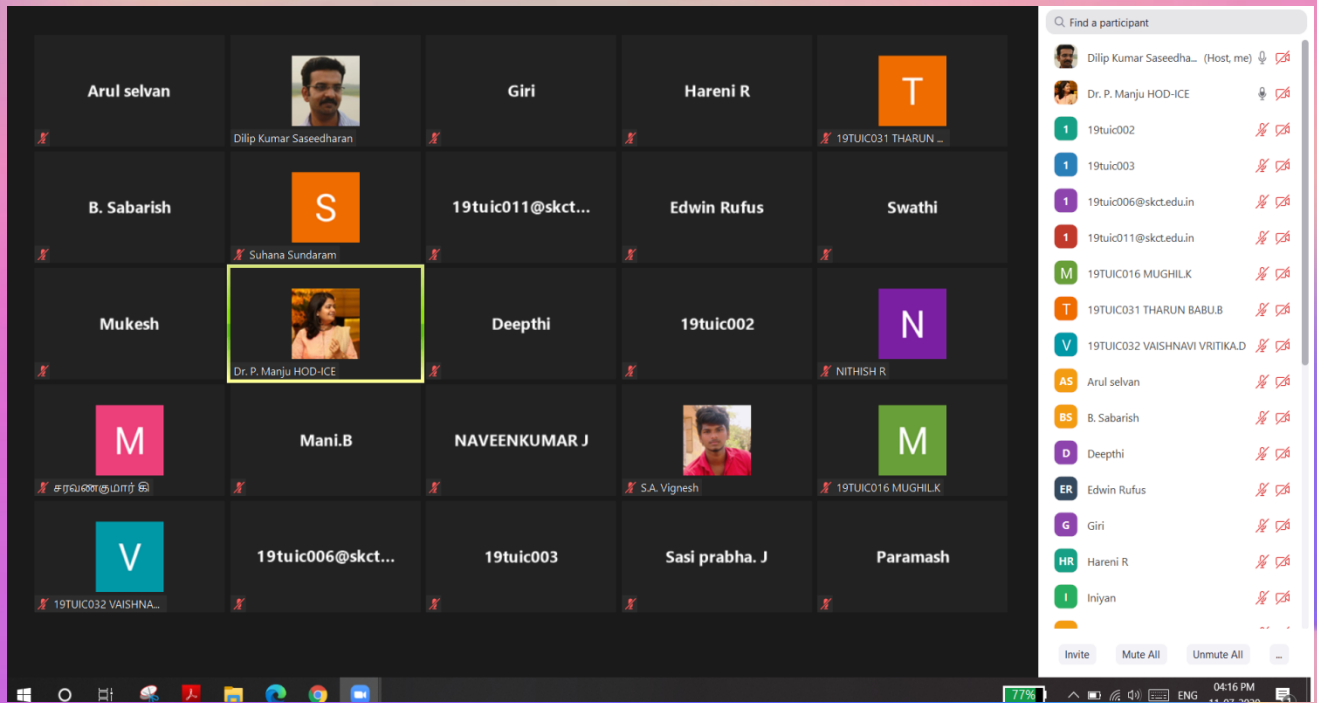 Arul selvan
Dilip Kumar Saseedharan
Giri
Hareni R
T
19TUIC031 THARUN ...
B. Sabarish
S
Suhana Sundaram
19tuic011@skct...
Edwin Rufus
Swathi
Mukesh
Dr. P. Manju HOD-ICE
Deepthi
19tuic002
N
NITHISH R
M
சரவணகுமார் கி
Mani.B
NAVEENKUMAR J
S.A. Vignesh
M
19TUIC016 MUGHIL.K
V
19TUIC032 VAISHNA...
19tuic006@skct...
19tuic003
Sasi prabha. J
Paramash
Find a participant
Dilip Kumar Saseedha... (Host, me)
Dr. P. Manju HOD-ICE
1 19tuic002
1 19tuic003
1 19tuic006@skct.edu.in
1 19tuic011@skct.edu.in
M 19TUIC016 MUGHIL.K
T 19TUIC031 THARUN BABU.B
V 19TUIC032 VAISHNAVI VRITIKA.D
AS Arul selvan
BS B. Sabarish
D Deepthi
ER Edwin Rufus
G Giri
HR Hareni R
I Iniyan
Invite Mute All Unmute All ...
77% ENG 04:16 PM
11-07-2020